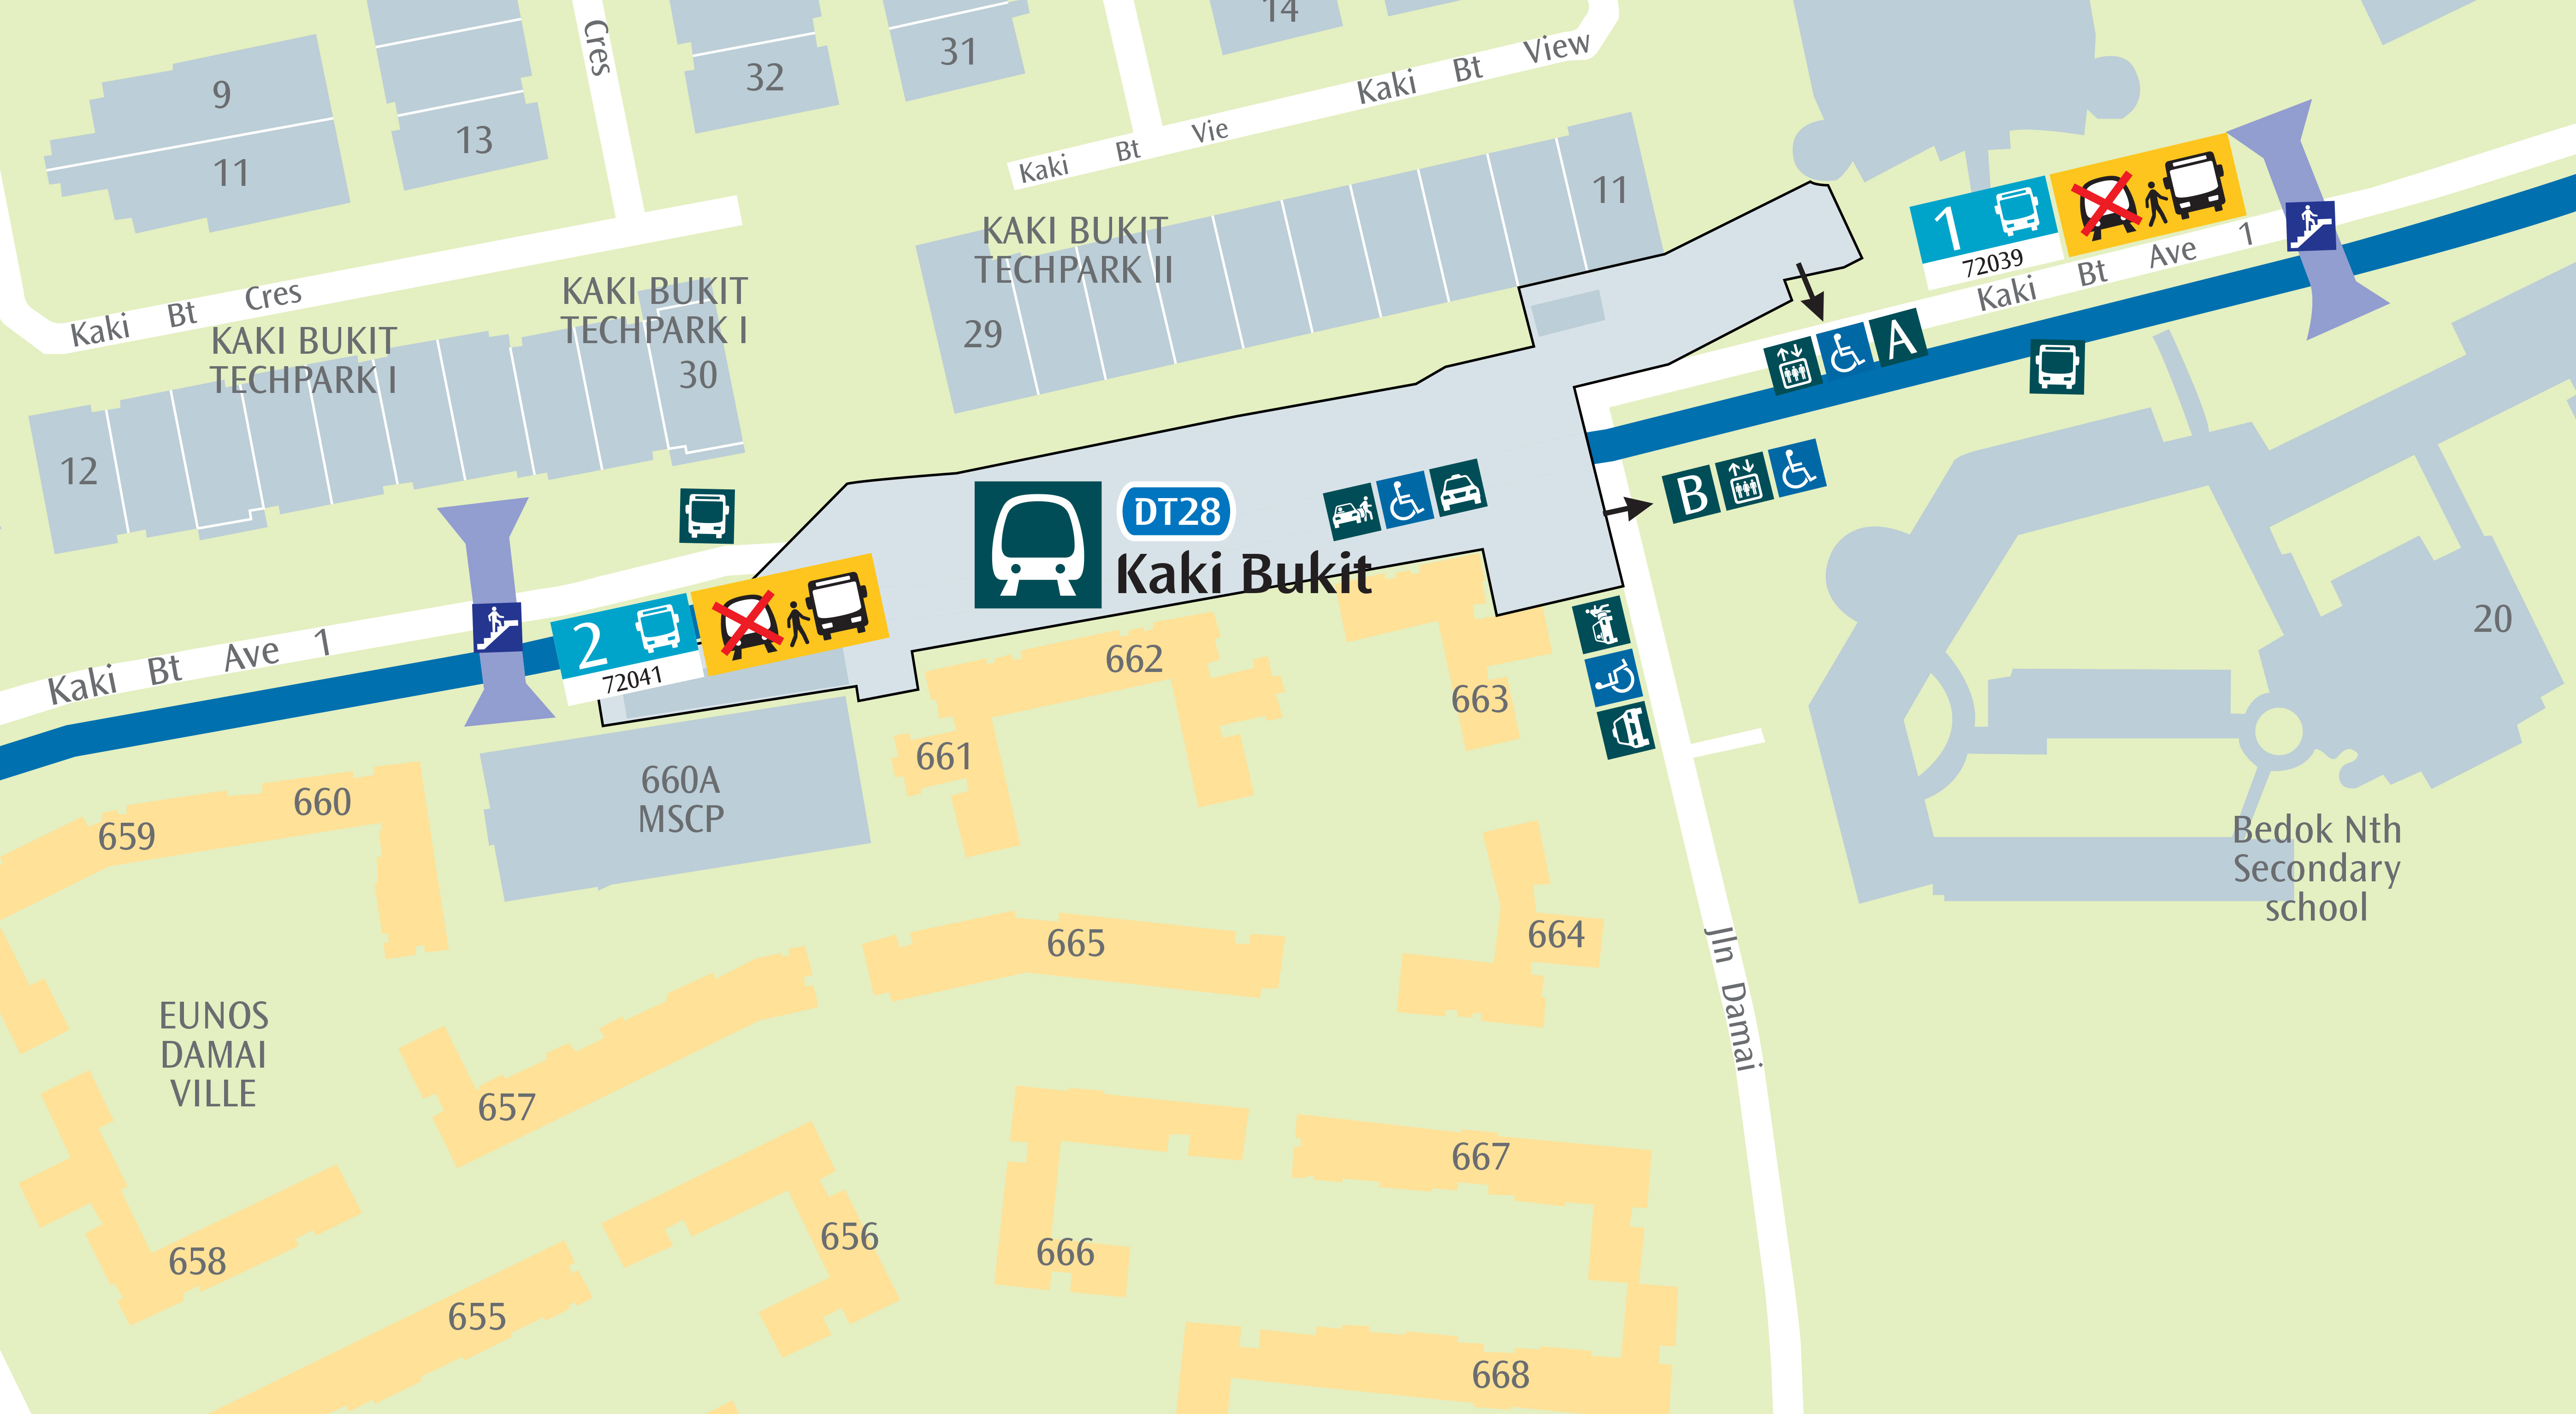 Cres
14
9
11
13
32
31
Kaki Bt View
Kaki Bt Vie
11
KAKI BUKIT
TECHPARK II
29
1
72039
Kaki Bt Ave 1
Kaki Bt Cres
KAKI BUKIT
TECHPARK I
KAKI BUKIT
TECHPARK I
30
12
A
B
DT28
Kaki Bukit
Kaki Bt Ave 1
2
72041
662
663
661
660A
MSCP
660
659
20
Bedok Nth
Secondary
school
665
664
Jln Damai
EUNOS
DAMAI
VILLE
657
658
656
655
666
667
668